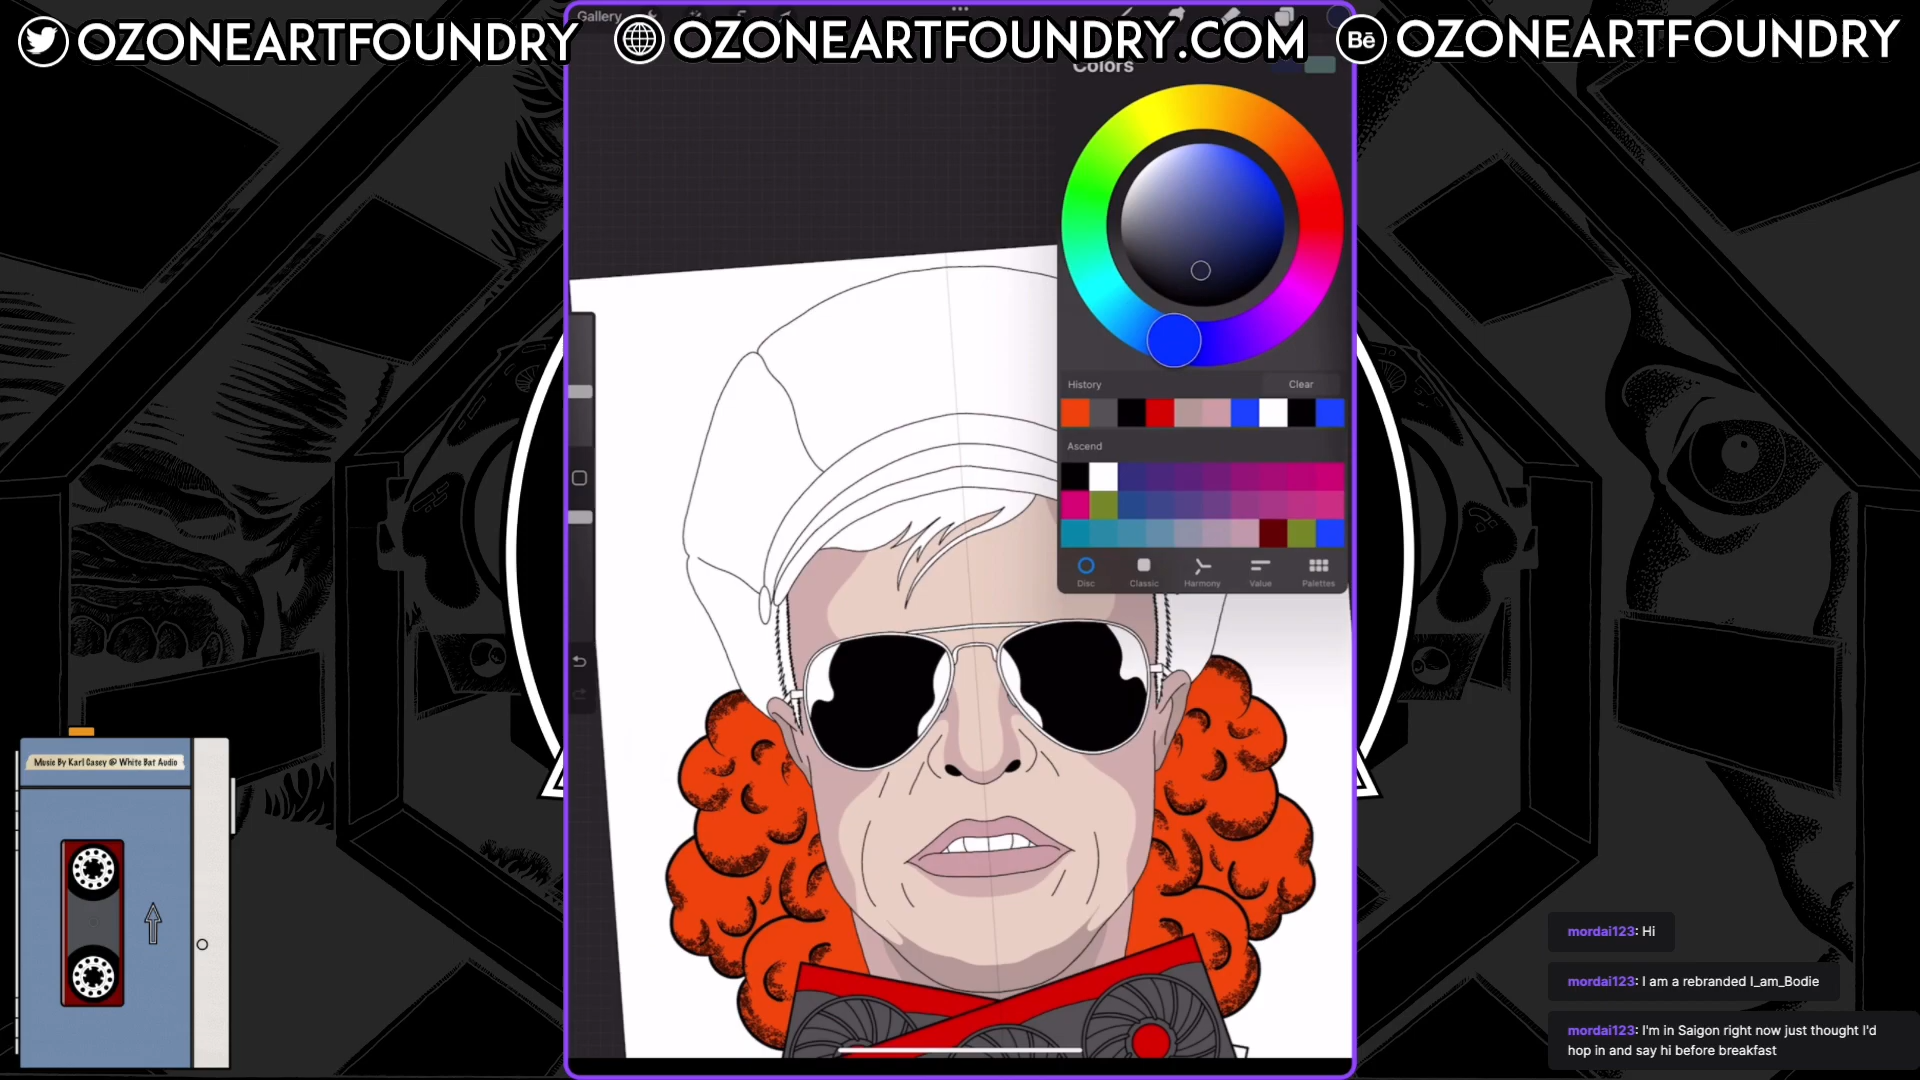 Gallery
OZONEARTFOUNDRY
OZONEARTFOUNDRY.COM
Bē OZONEARTFOUNDRY
Colors
History
Clear
Ascend
Disc
Classic
Harmony
Value
Palettes
Music By Karl Casey @ White Bat Audio
mordai123: Hi
mordai123: I am a rebranded I_am_Bodie
mordai123: I'm in Saigon right now just thought I'd
hop in and say hi before breakfast